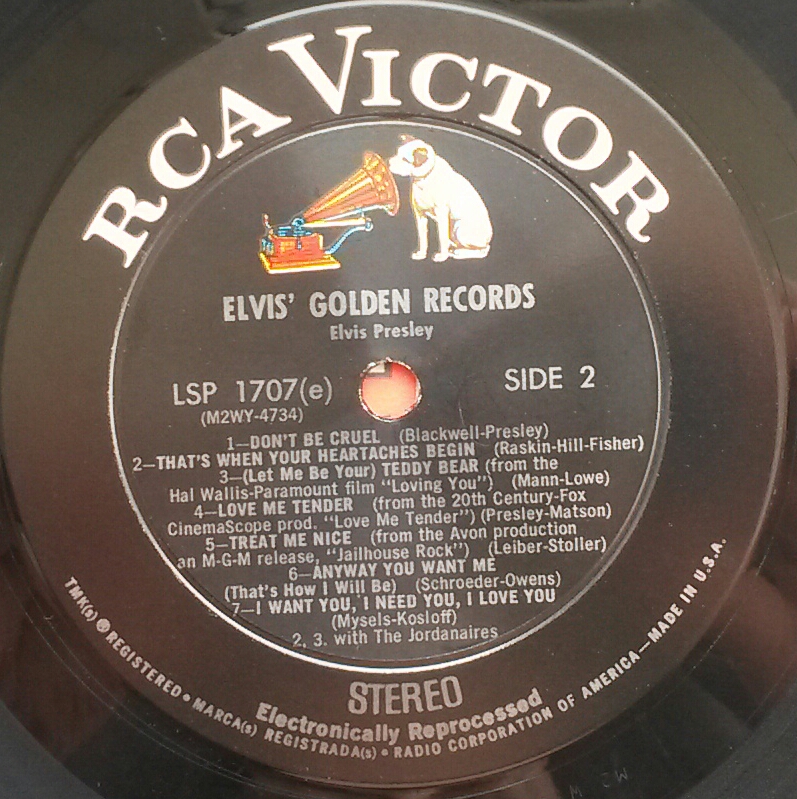 RCA VICTOR
ELVIS' GOLDEN RECORDS
Elvis Presley
LSP 1707(e)
(M2WY-4734)
SIDE 2
1—DON'T BE CRUEL (Blackwell-Presley)
2—THAT'S WHEN YOUR HEARTACHES BEGIN (Raskin-Hill-Fisher)
3—(Let Me Be Your) TEDDY BEAR (from the
Hal Wallis-Paramount film "Loving You") (Mann-Lowe)
4—LOVE ME TENDER (from the 20th Century-Fox
CinemaScope prod. "Love Me Tender") (Presley-Matson)
5—TREAT ME NICE (from the Avon production
an M-G-M release, "Jailhouse Rock") (Leiber-Stoller)
6—ANYWAY YOU WANT ME
(That's How I Will Be) (Schroeder-Owens)
7—I WANT YOU, I NEED YOU, I LOVE YOU
(Mysels-Kosloff)
2, 3. with The Jordanaires
STEREO
Electronically Reprocessed
TMK(s) ® REGISTERED • MARCA(s) REGISTRADA(s) • RADIO CORPORATION OF AMERICA—MADE IN U.S.A.